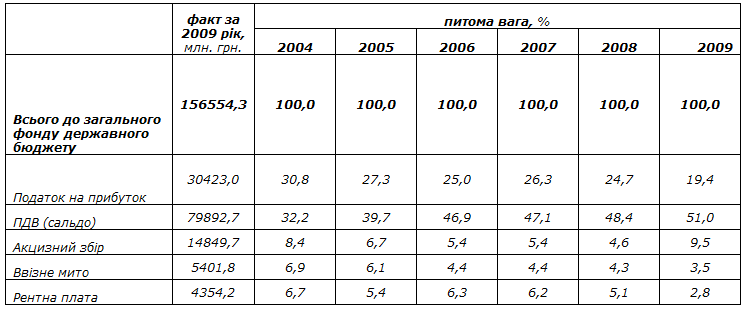 факт за 2009 рік, млн. грн. питома вага, %
2004 2005 2006 2007 2008 2009
Всього до загального фонду державного бюджету 156554,3 100,0 100,0 100,0 100,0 100,0 100,0
Податок на прибуток 30423,0 30,8 27,3 25,0 26,3 24,7 19,4
ПДВ (сальдо) 79892,7 32,2 39,7 46,9 47,1 48,4 51,0
Акцизний збір 14849,7 8,4 6,7 5,4 5,4 4,6 9,5
Ввізне мито 5401,8 6,9 6,1 4,4 4,4 4,3 3,5
Рентна плата 4354,2 6,7 5,4 6,3 6,2 5,1 2,8